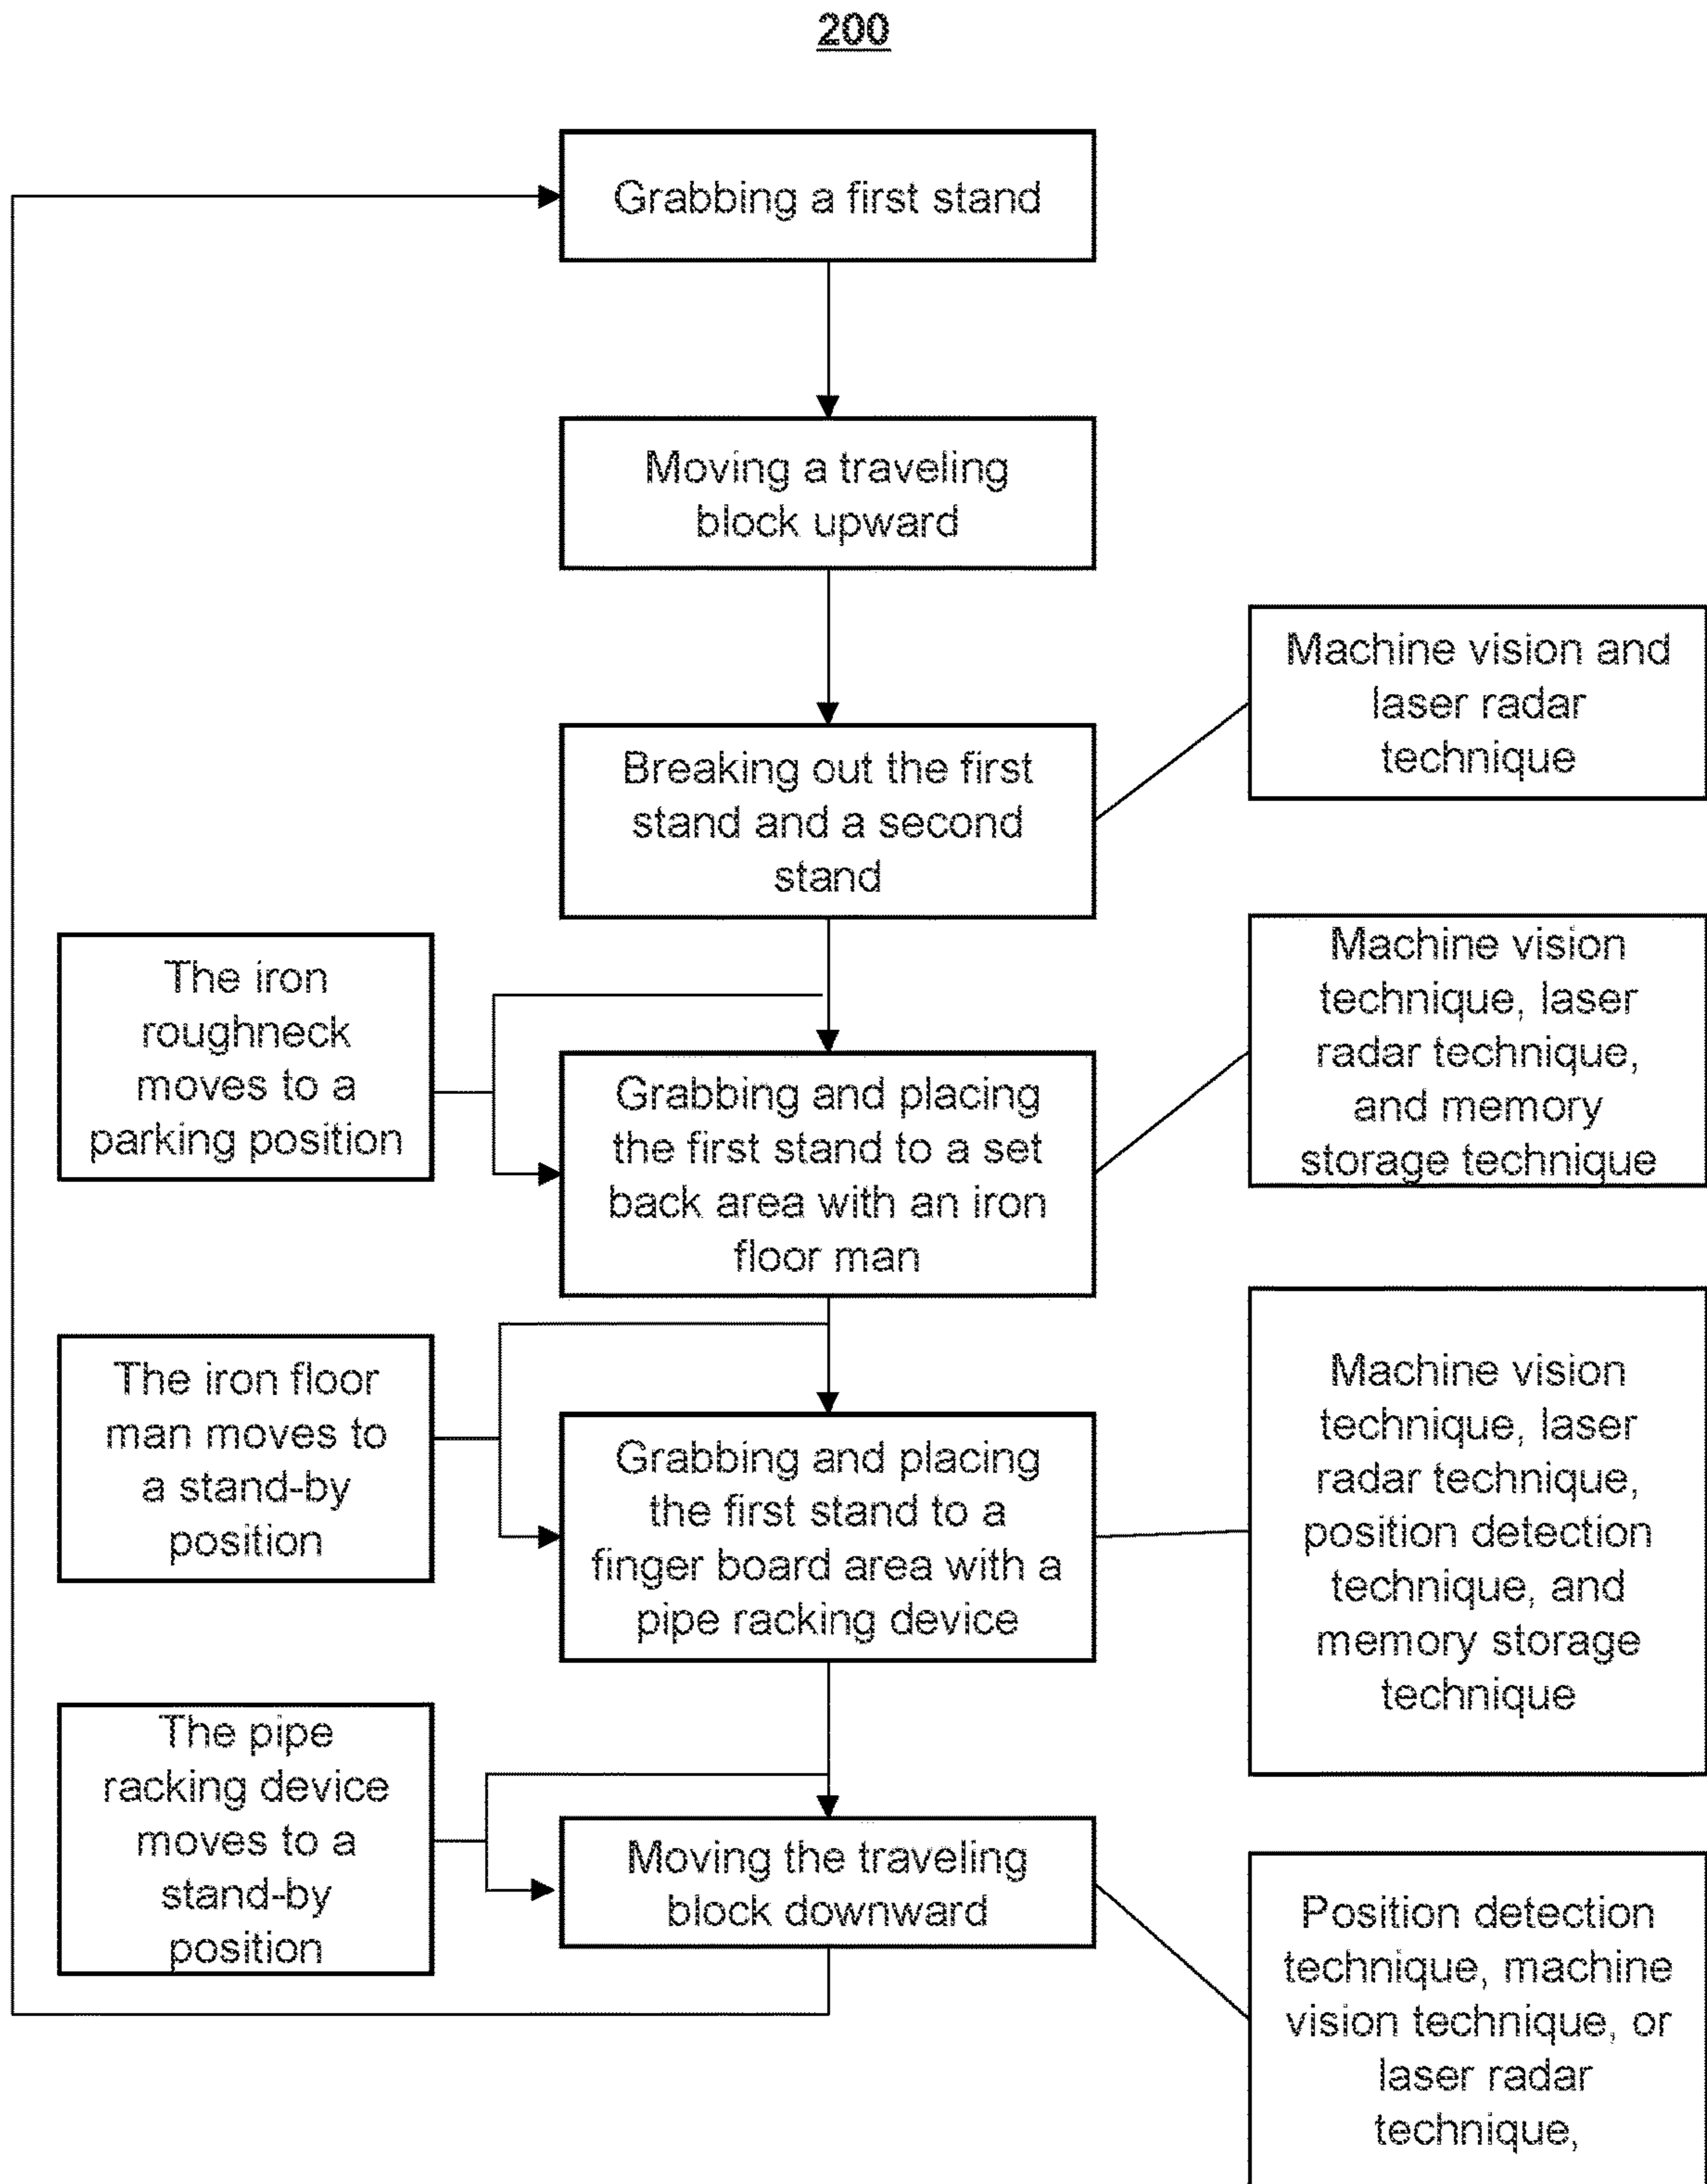 200
Grabbing a first stand
Moving a traveling
block upward
Machine vision and
laser radar
technique
Breaking out the first
stand and a second
stand
The iron
roughneck
moves to a
parking position
Machine vision
technique, laser
radar technique,
and memory
storage technique
Grabbing and placing
the first stand to a set
back area with an iron
floor man
The iron floor
man moves to
a stand-by
position
Machine vision
technique, laser
radar technique,
position detection
technique, and
memory storage
technique
Grabbing and placing
the first stand to a
finger board area with a
pipe racking device
The pipe
racking device
moves to a
stand-by
position
Moving the traveling
block downward
Position detection
technique, machine
vision technique, or
laser radar
technique,